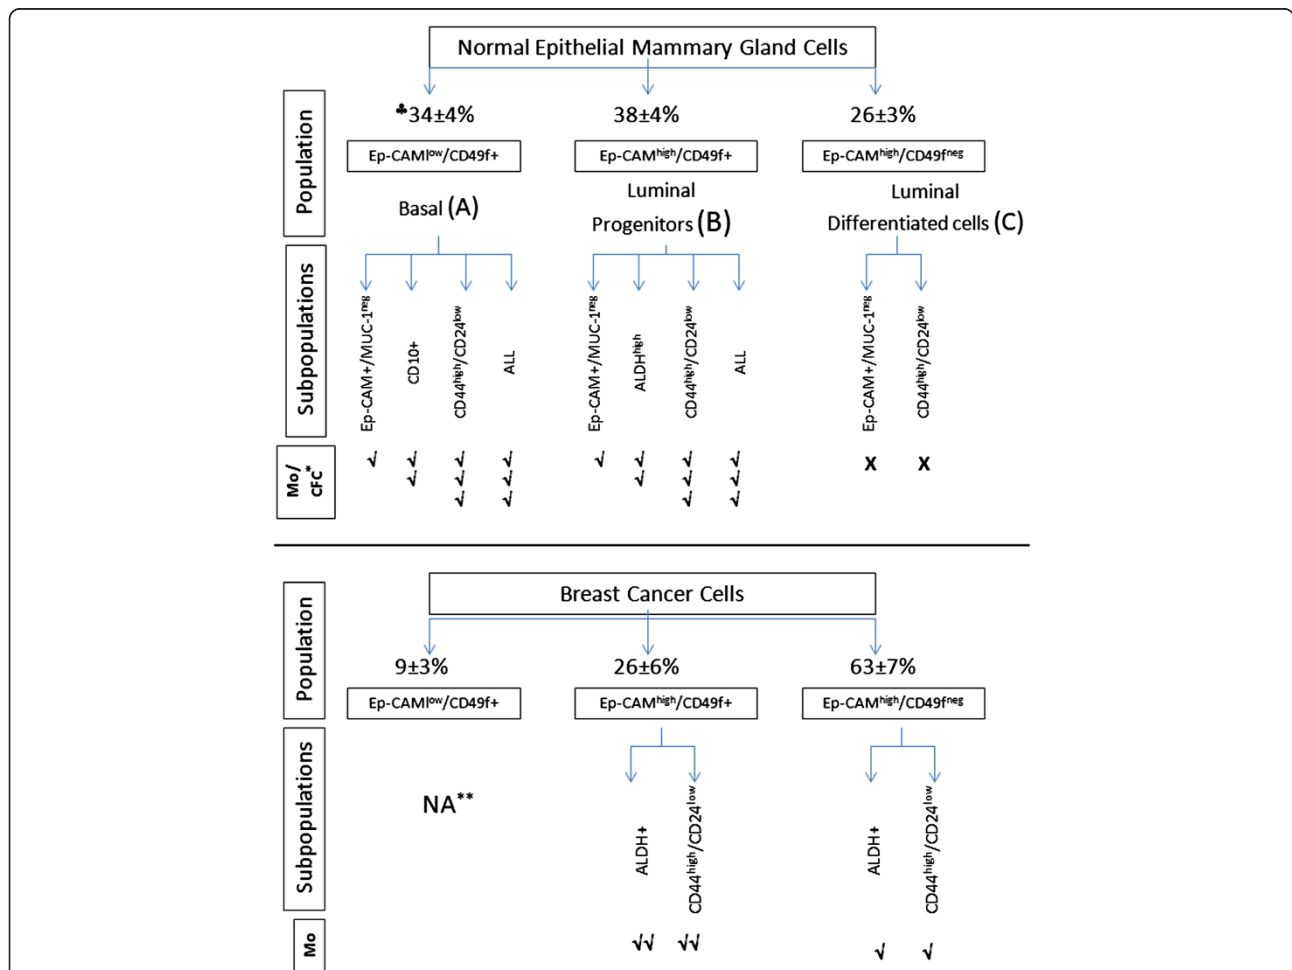 Normal Epithelial Mammary Gland Cells
Population
♣34±4%
38±4%
26±3%
Ep-CAMlow/CD49f+
Ep-CAMhigh/CD49f+
Ep-CAMhigh/CD49fneg
Basal (A)
Luminal
Progenitors (B)
Luminal
Differentiated cells (C)
Subpopulations
Ep-CAM+/MUC-1neg
CD10+
CD44high/CD24low
ALL
Ep-CAM+/MUC-1neg
ALDHhigh
CD44high/CD24low
ALL
Ep-CAM+/MUC-1neg
CD44high/CD24low
Mo/
CFC*
√ √ √ √ √ √ √ √ X X
√ √ √ √ √ √
√ √ √ √
Breast Cancer Cells
Population
9±3%
26±6%
63±7%
Ep-CAMlow/CD49f+
Ep-CAMhigh/CD49f+
Ep-CAMhigh/CD49fneg
Subpopulations
NA**
ALDH+
CD44high/CD24low
ALDH+
CD44high/CD24low
Mo
√√ √√ √ √